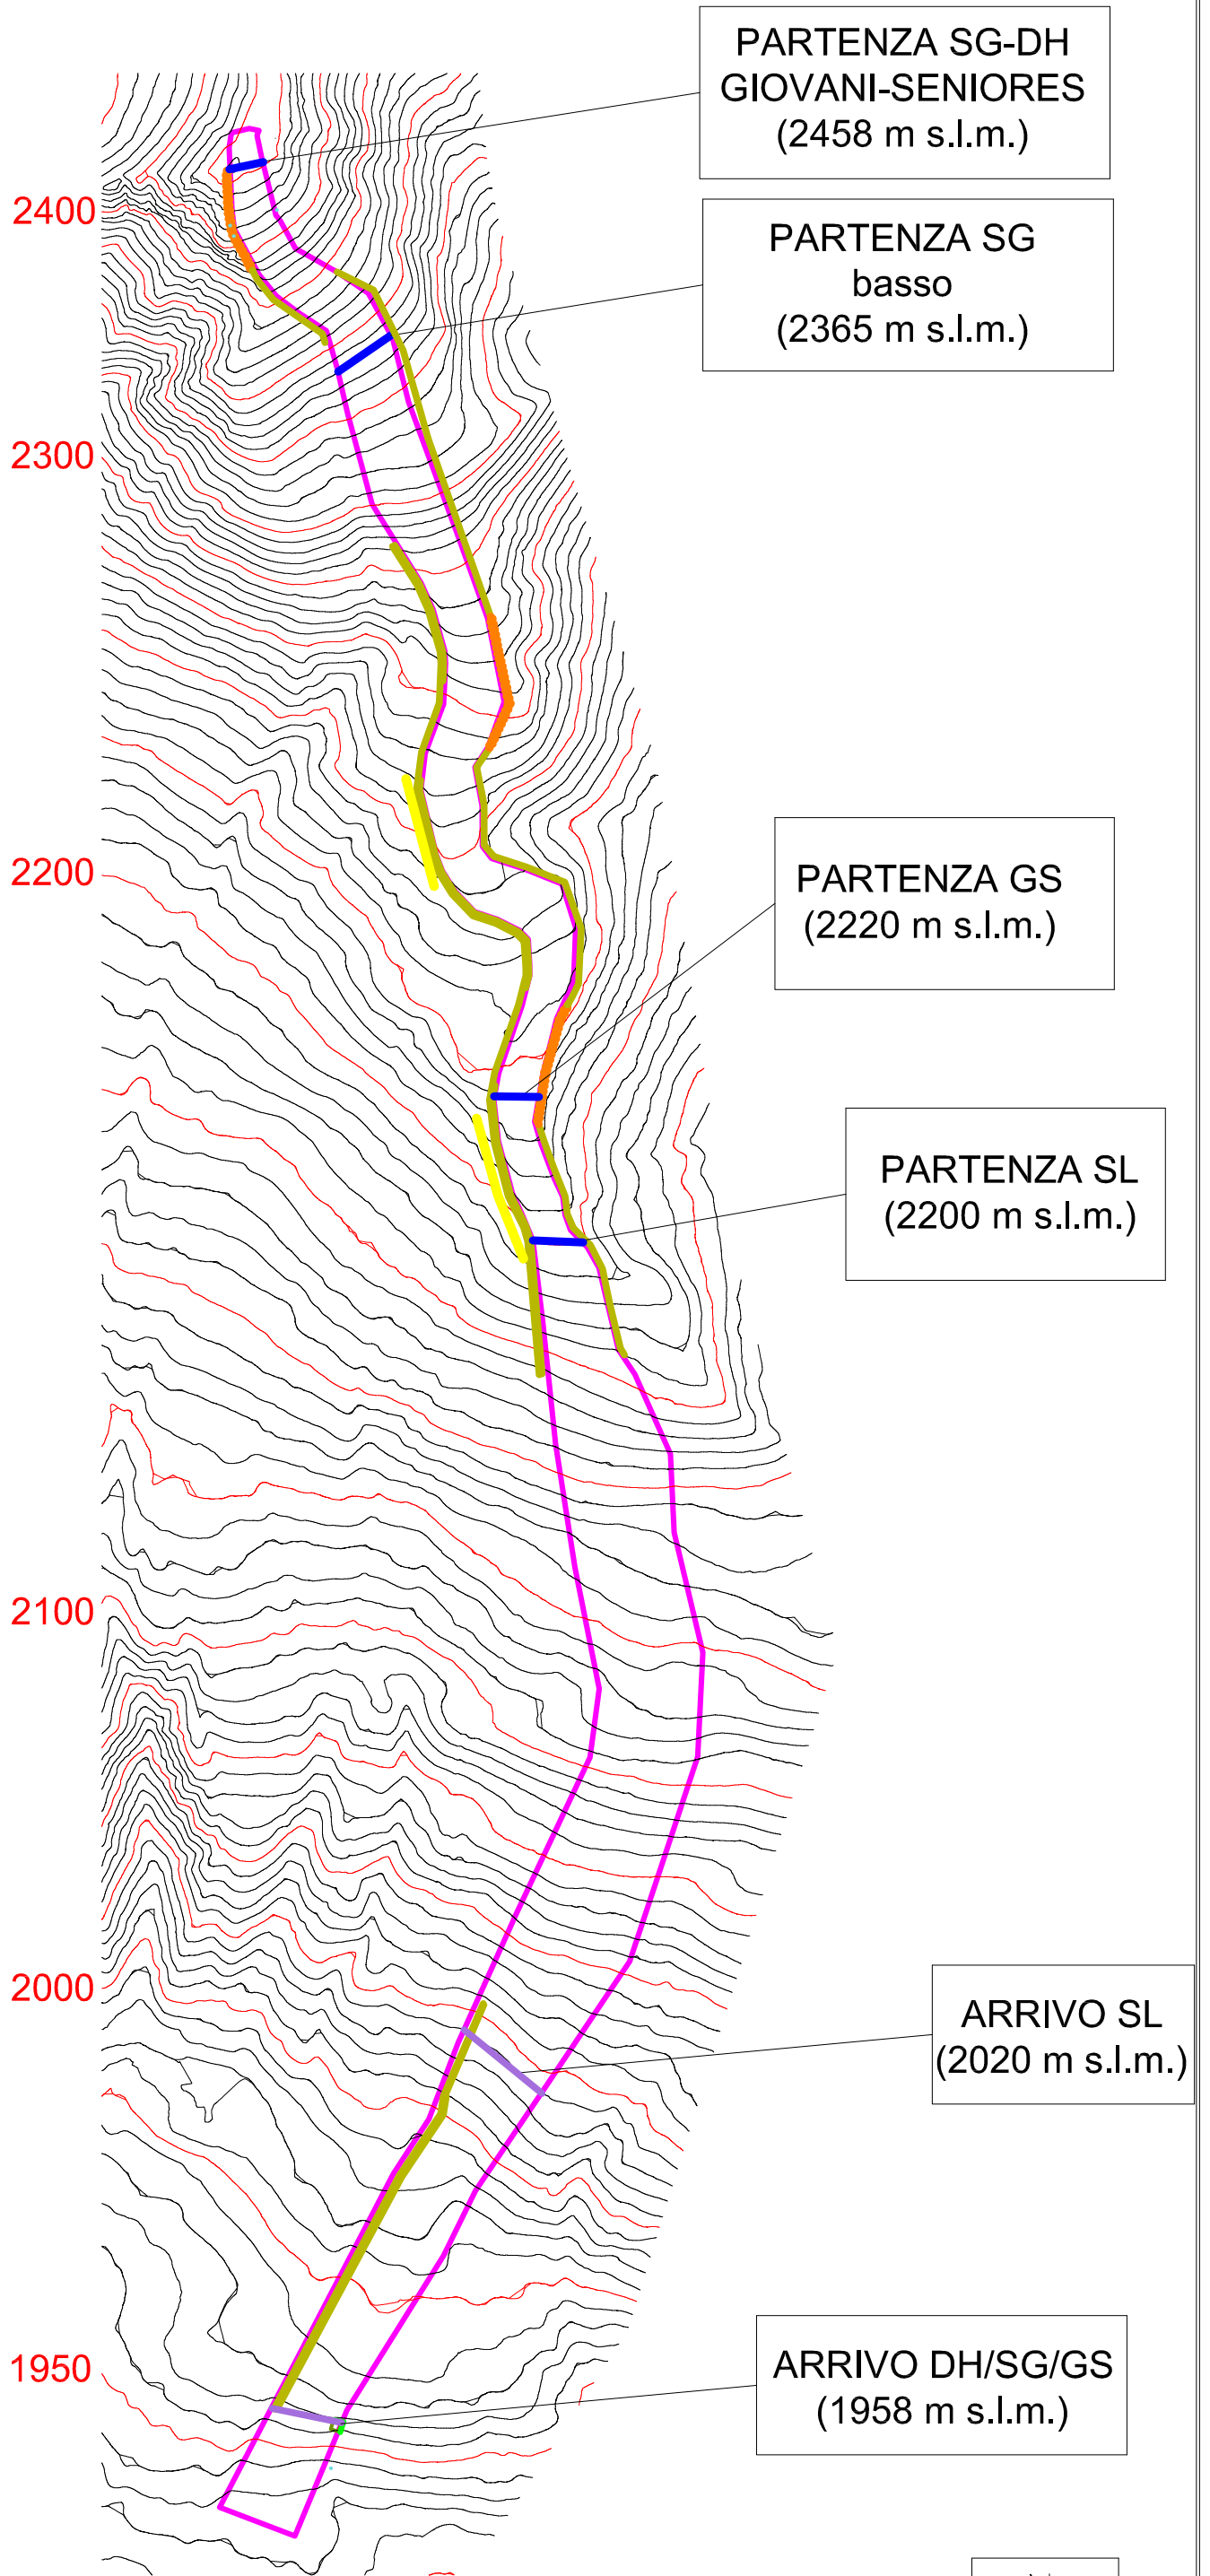 PARTENZA SG-DH
GIOVANI-SENIORES
(2458 m s.l.m.)
2400
PARTENZA SG
basso
(2365 m s.l.m.)
2300
2200
PARTENZA GS
(2220 m s.l.m.)
PARTENZA SL
(2200 m s.l.m.)
2100
2000
ARRIVO SL
(2020 m s.l.m.)
1950
ARRIVO DH/SG/GS
(1958 m s.l.m.)